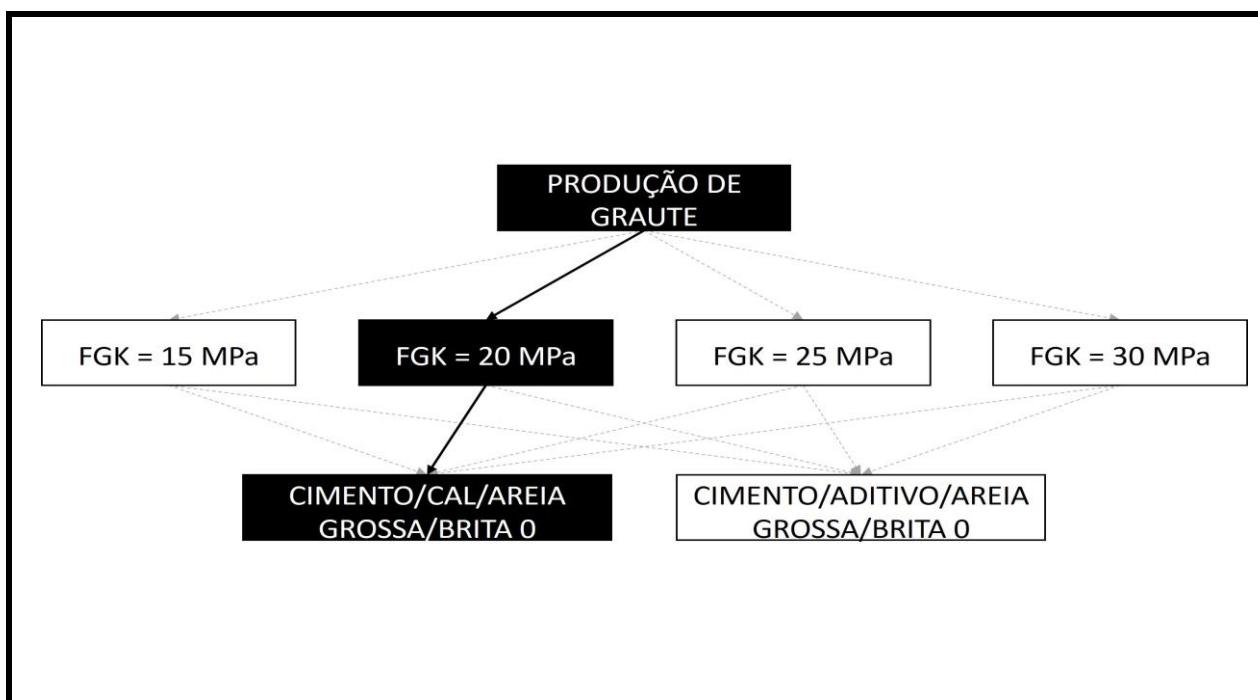 PRODUÇÃO DE
GRAUTE
FGK = 15 MPa
FGK = 20 MPa
FGK = 25 MPa
FGK = 30 MPa
CIMENTO/CAL/AREIA
GROSSA/BRITA 0
CIMENTO/ADITIVO/AREIA
GROSSA/BRITA 0